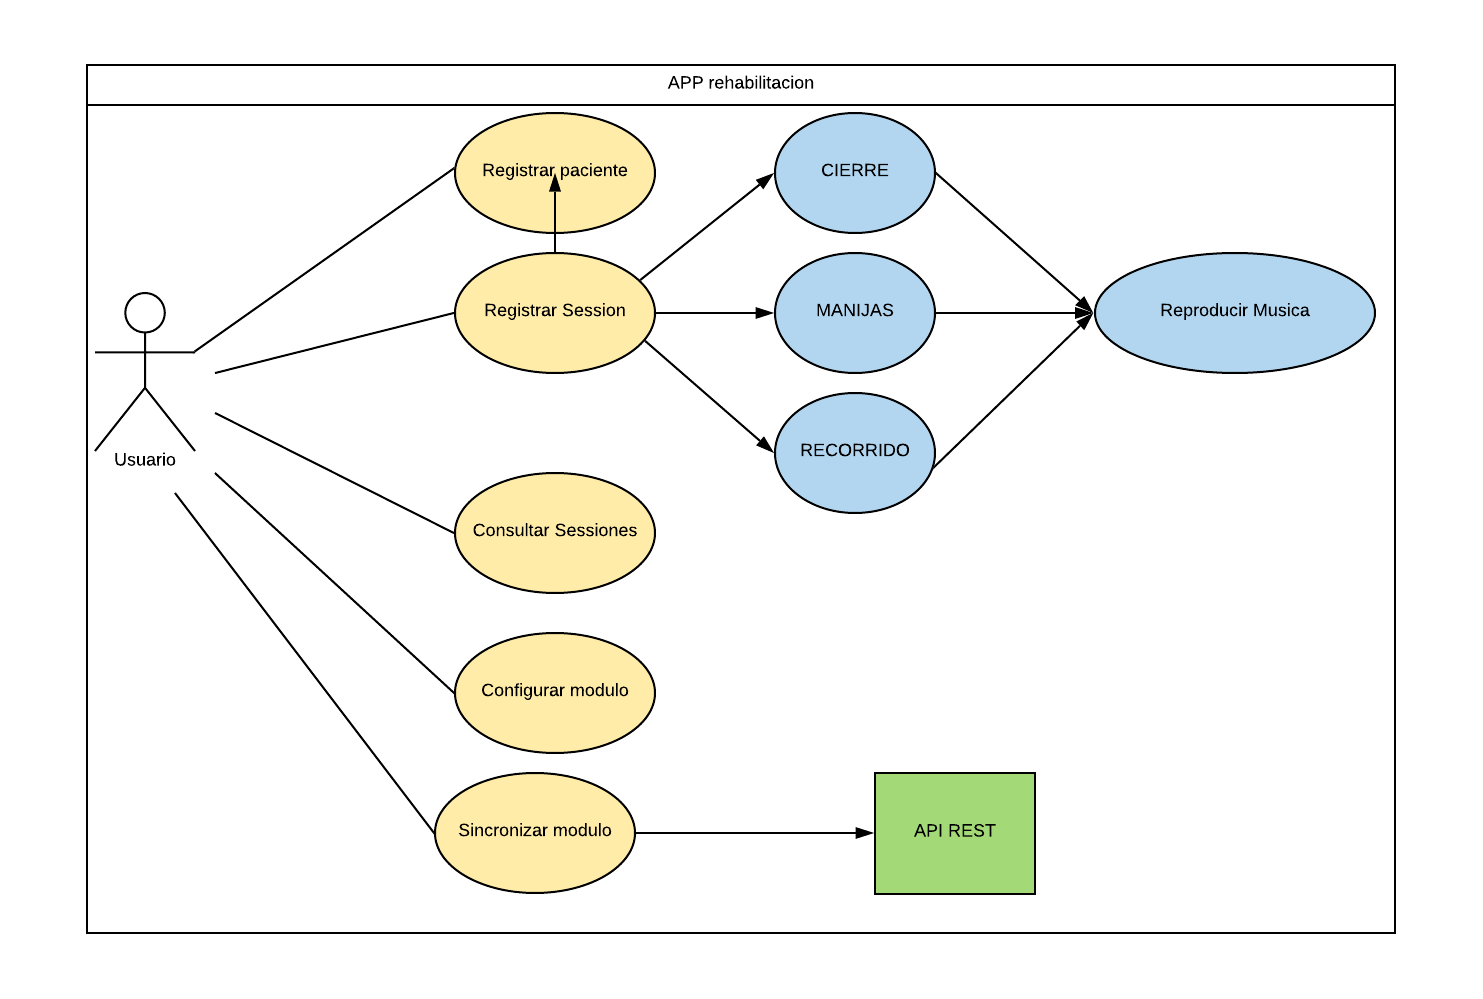 APP rehabilitacion
Registrar paciente
CIERRE
Registrar Session
MANIJAS
Reproducir Musica
RECORRIDO
Usuario
Consultar Sessiones
Configurar modulo
Sincronizar modulo
API REST